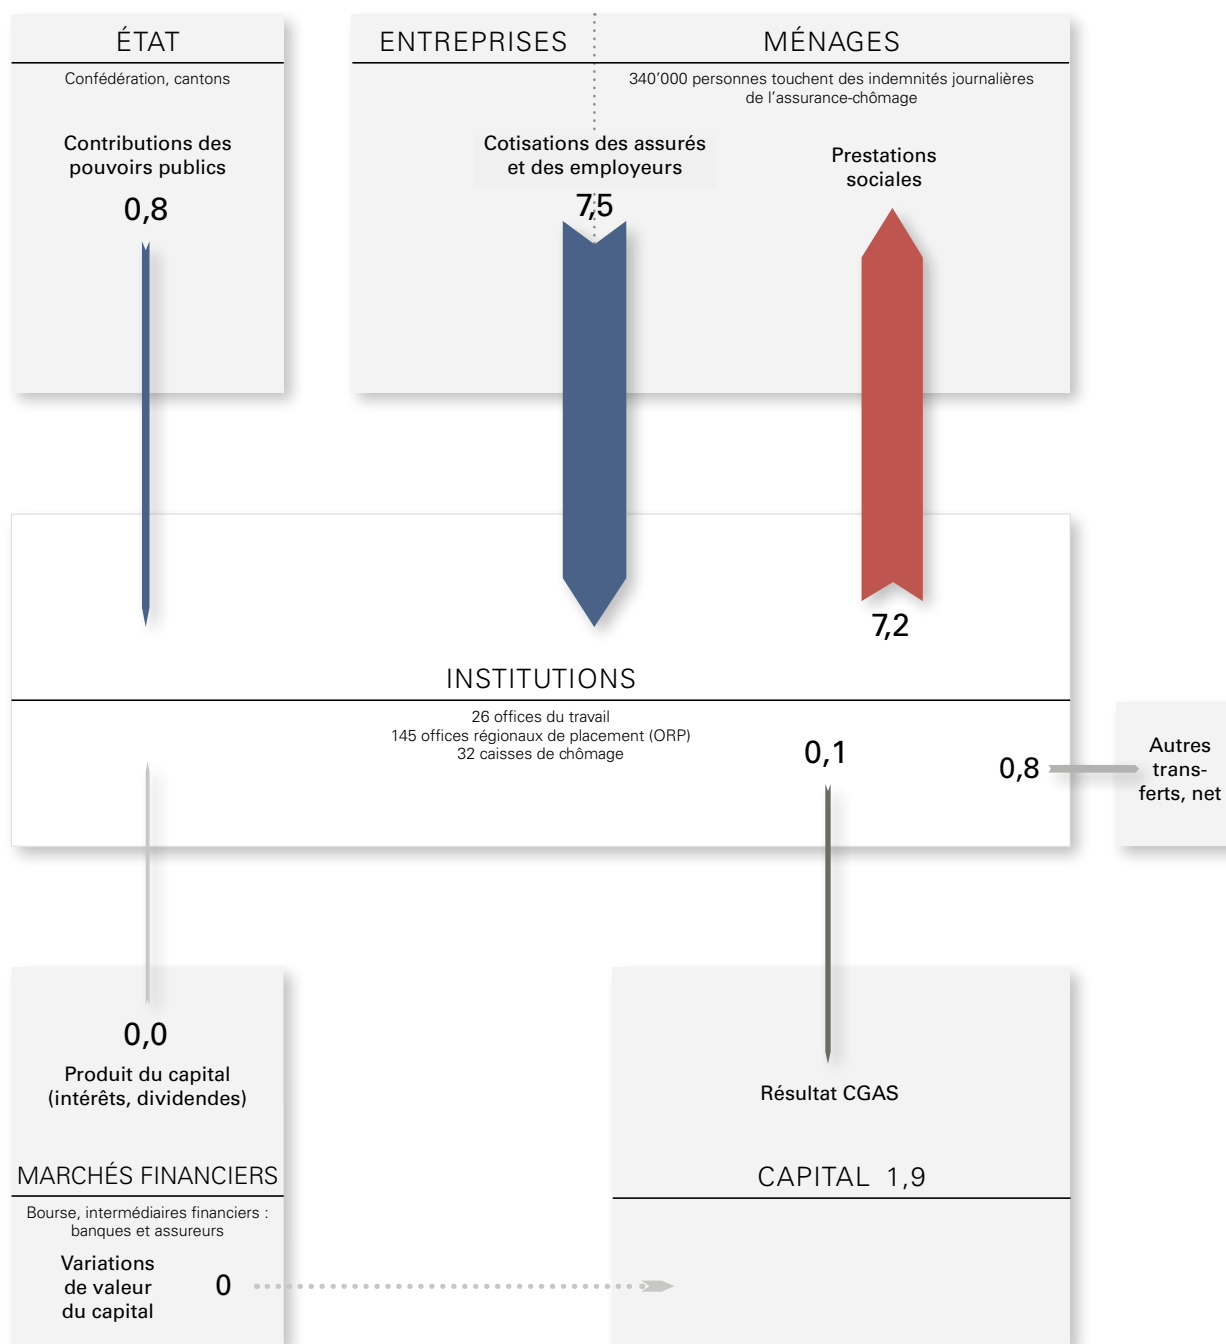 ÉTAT
Confédération, cantons
Contributions des
pouvoirs publics
0,8
ENTREPRISES
MÉNAGES
340’000 personnes touchent des indemnités journalières
de l’assurance-chômage
Cotisations des assurés
et des employeurs
7,5
Prestations
sociales
7,2
INSTITUTIONS
26 offices du travail
145 offices régionaux de placement (ORP)
32 caisses de chômage
0,1
0,8
Autres
trans-
ferts, net
0,0
Produit du capital
(intérêts, dividendes)
Résultat CGAS
MARCHÉS FINANCIERS
Bourse, intermédiaires financiers :
banques et assureurs
Variations
de valeur
du capital
0
CAPITAL 1,9